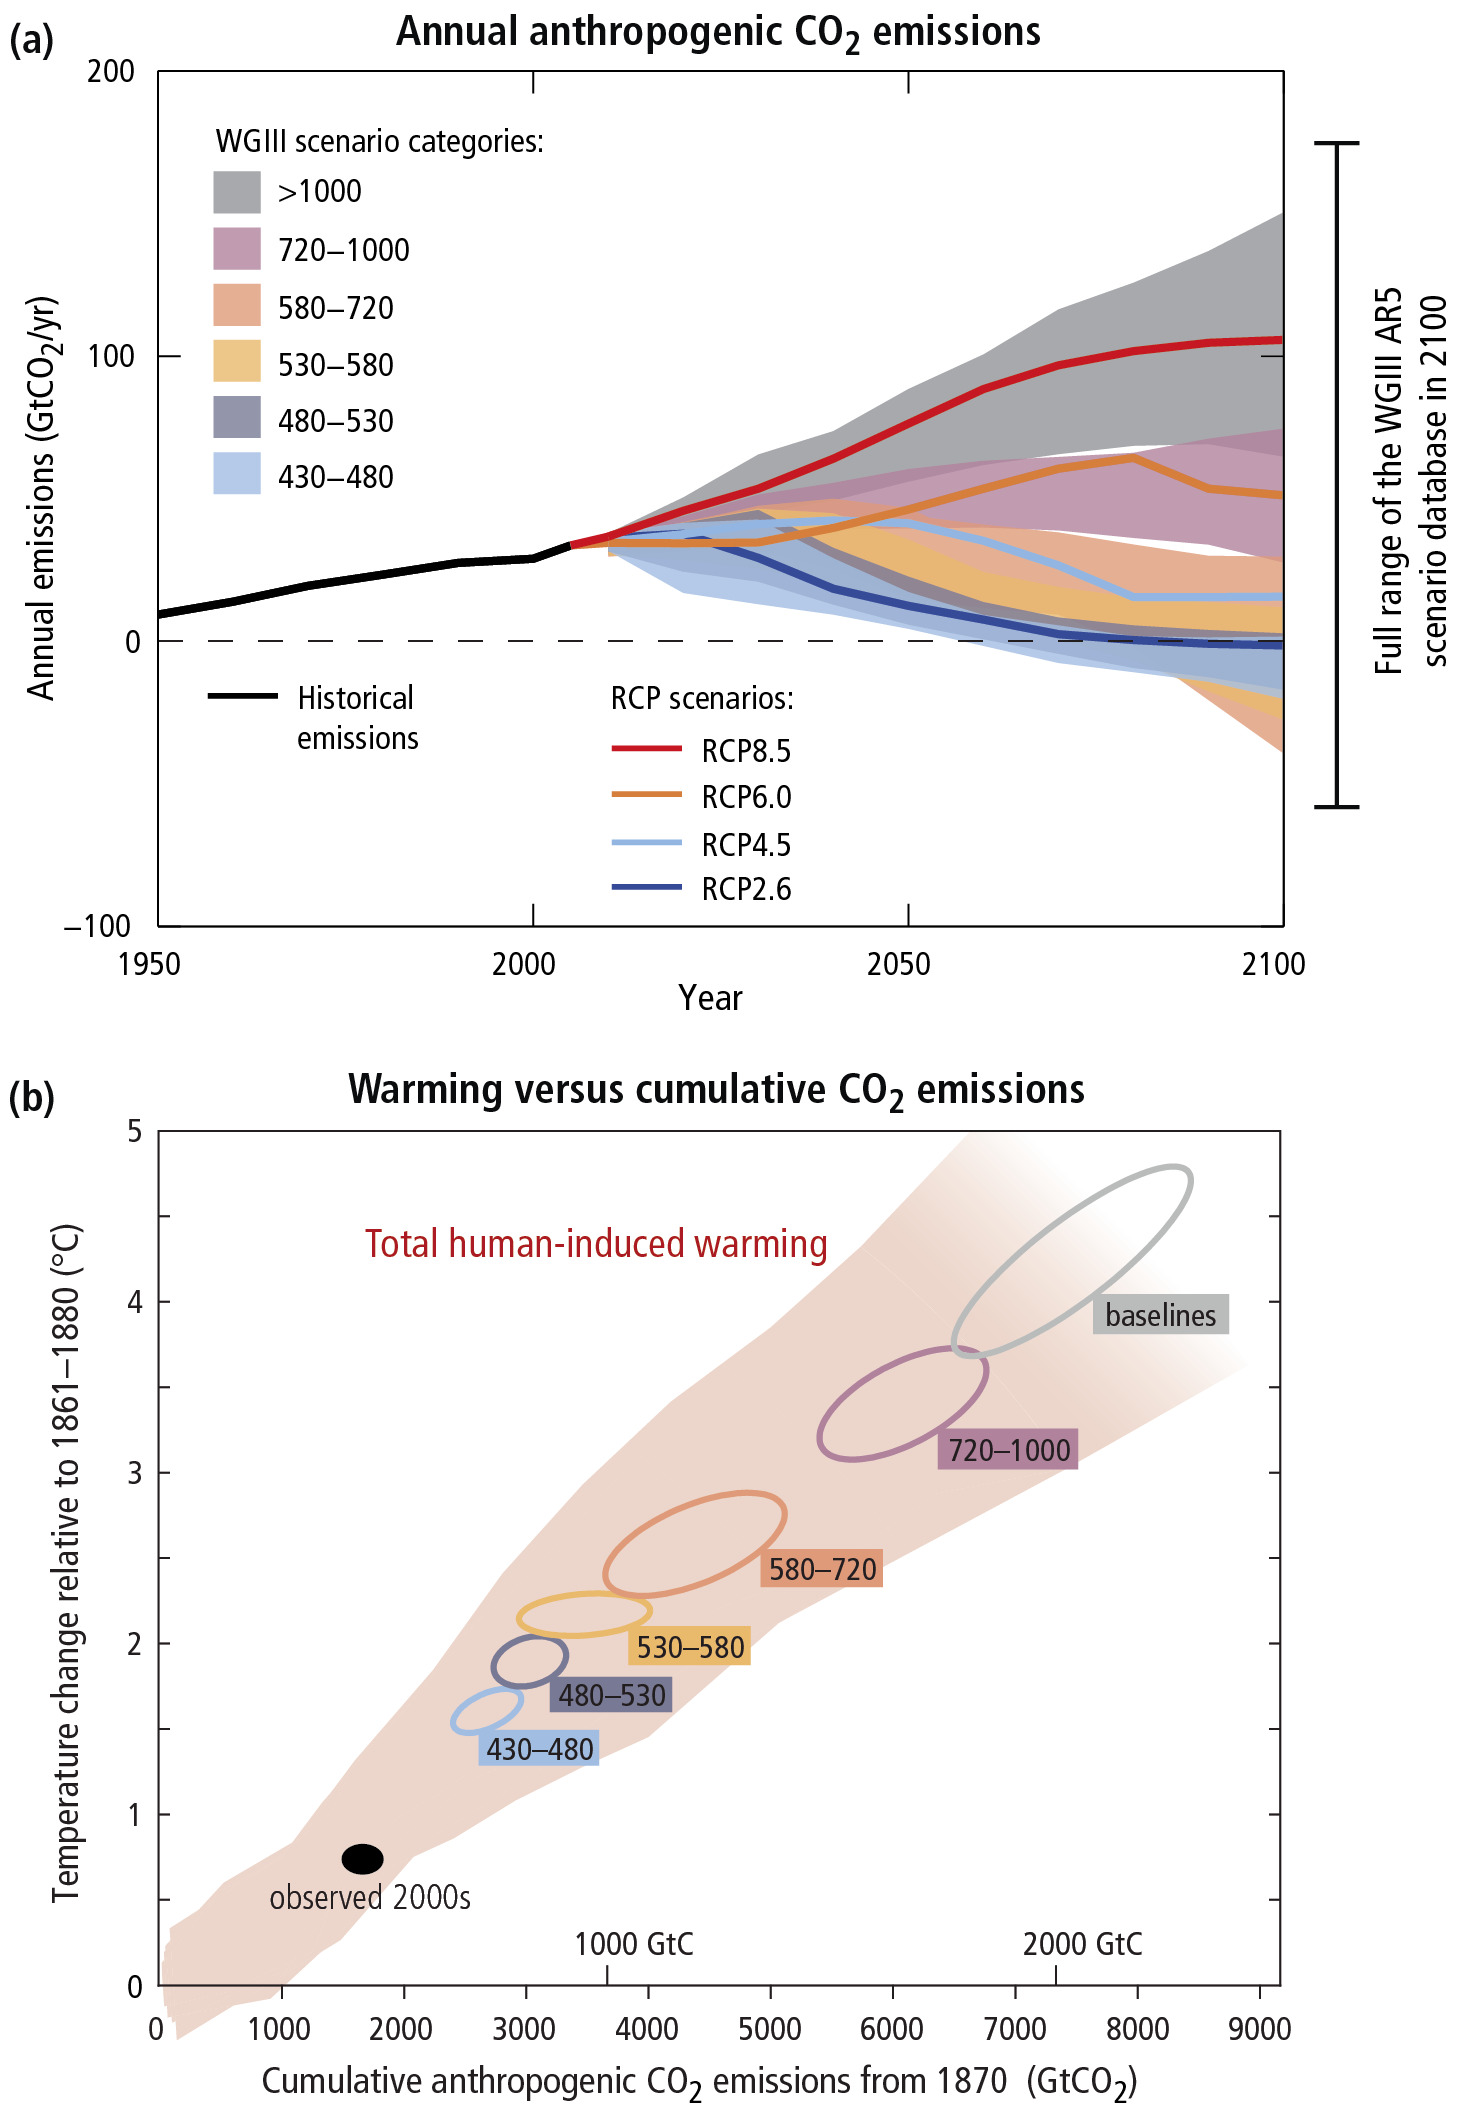 (a)
Annual anthropogenic CO₂ emissions
200
100
0
−100
Annual emissions (GtCO₂/yr)
WGIII scenario categories:
>1000
720–1000
580–720
530–580
480–530
430–480
Historical
emissions
RCP scenarios:
RCP8.5
RCP6.0
RCP4.5
RCP2.6
1950
2000
2050
2100
Year
Full range of the WGIII AR5
scenario database in 2100
(b)
Warming versus cumulative CO₂ emissions
5
4
3
2
1
0
Temperature change relative to 1861–1880 (°C)
Total human-induced warming
baselines
720–1000
580–720
530–580
480–530
430–480
observed 2000s
1000 GtC
2000 GtC
0
1000
2000
3000
4000
5000
6000
7000
8000
9000
Cumulative anthropogenic CO₂ emissions from 1870 (GtCO₂)